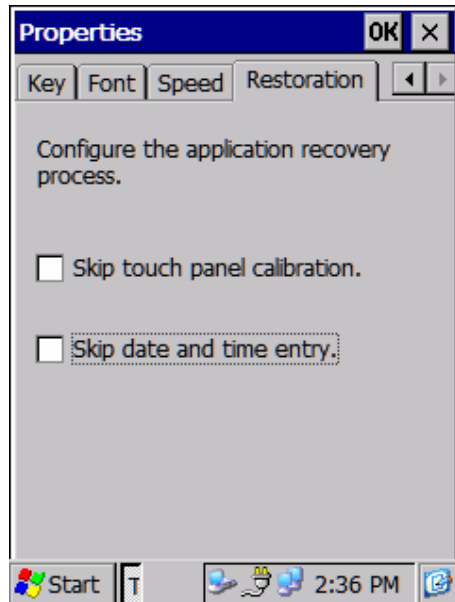 Properties OK ×
Key Font Speed Restoration
Configure the application recovery
process.
Skip touch panel calibration.
Skip date and time entry.
Start T 2:36 PM